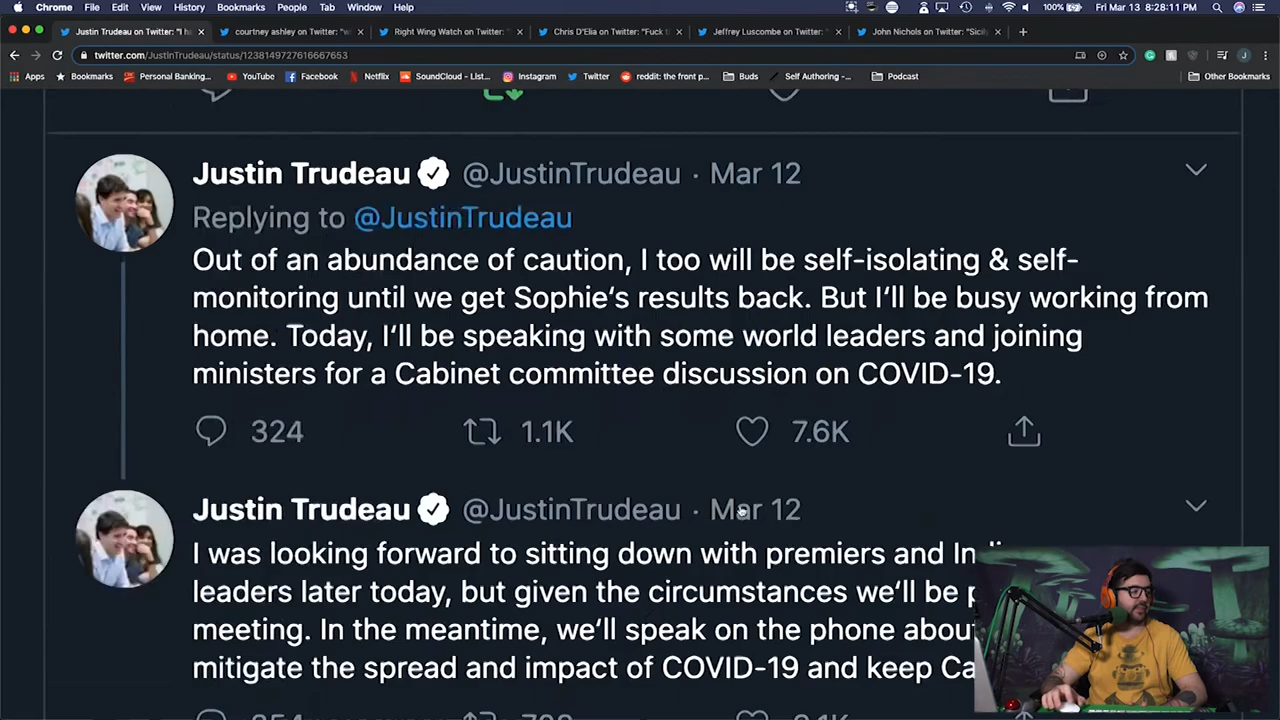 Chrome File Edit View History Bookmarks People Tab Window Help 100% Fri Mar 13 8:28:11 PM
Justin Trudeau on Twitter: "I ha courtney ashley on Twitter: "w Right Wing Watch on Twitter: " Chris D'Elia on Twitter: "Fuck t Jeffrey Luscombe on Twitter: " John Nichols on Twitter: "Sicily
twitter.com/JustinTrudeau/status/1238149727616667653
Apps Bookmarks Personal Banking... YouTube Facebook Netflix SoundCloud - List... Instagram Twitter reddit: the front p... Buds Self Authoring -... Podcast Other Bookmarks
Justin Trudeau @JustinTrudeau · Mar 12
Replying to @JustinTrudeau
Out of an abundance of caution, I too will be self-isolating & self-
monitoring until we get Sophie's results back. But I'll be busy working from
home. Today, I'll be speaking with some world leaders and joining
ministers for a Cabinet committee discussion on COVID-19.
324 1.1K 7.6K
Justin Trudeau @JustinTrudeau · Mar 12
I was looking forward to sitting down with premiers and
leaders later today, but given the circumstances we'll be
meeting. In the meantime, we'll speak on the phone
mitigate the spread and impact of COVID-19 and keep